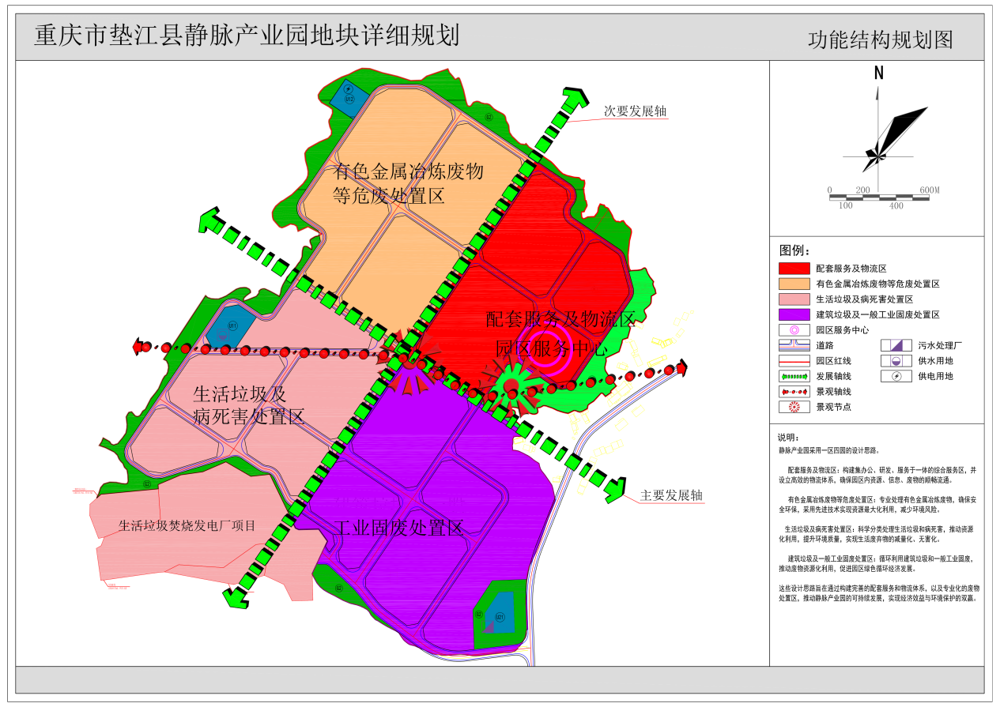 重庆市垫江县静脉产业园地块详细规划
功能结构规划图
N
0 200 600M
100 400
次要发展轴
U12
G2
有色金属冶炼废物
等危废处置区
U11
配套服务及物流区
园区服务中心
生活垃圾及
病死害处置区
G2
生活垃圾焚烧发电厂项目
主要发展轴
工业固废处置区
G2
G2
U21
图例:
配套服务及物流区
有色金属冶炼废物等危废处置区
生活垃圾及病死害处置区
建筑垃圾及一般工业固废处置区
园区服务中心
道路
污水处理厂
园区红线
供水用地
发展轴线
供电用地
景观轴线
景观节点
说明:
静脉产业园采用一区四园的设计思路。
配套服务及物流区: 构建集办公、研发、服务于一体的综合服务区, 并
设立高效的物流体系, 确保园区内资源、信息、废物的顺畅流通。
有色金属冶炼废物等危废处置区: 专业处理有色金属冶炼废物, 确保安
全环保, 采用先进技术实现资源最大化利用, 减少环境风险。
生活垃圾及病死害处置区: 科学分类处理生活垃圾和病死害, 推动资源
化利用, 提升环境质量, 实现生活废弃物的减量化、无害化。
建筑垃圾及一般工业固废处置区: 循环利用建筑垃圾和一般工业固废,
推动废物资源化利用, 促进园区绿色循环经济发展。
这些设计思路旨在通过构建完善的配套服务和物流体系, 以及专业化的废物
处置区, 推动静脉产业园的可持续发展, 实现经济效益与环境保护的双赢。